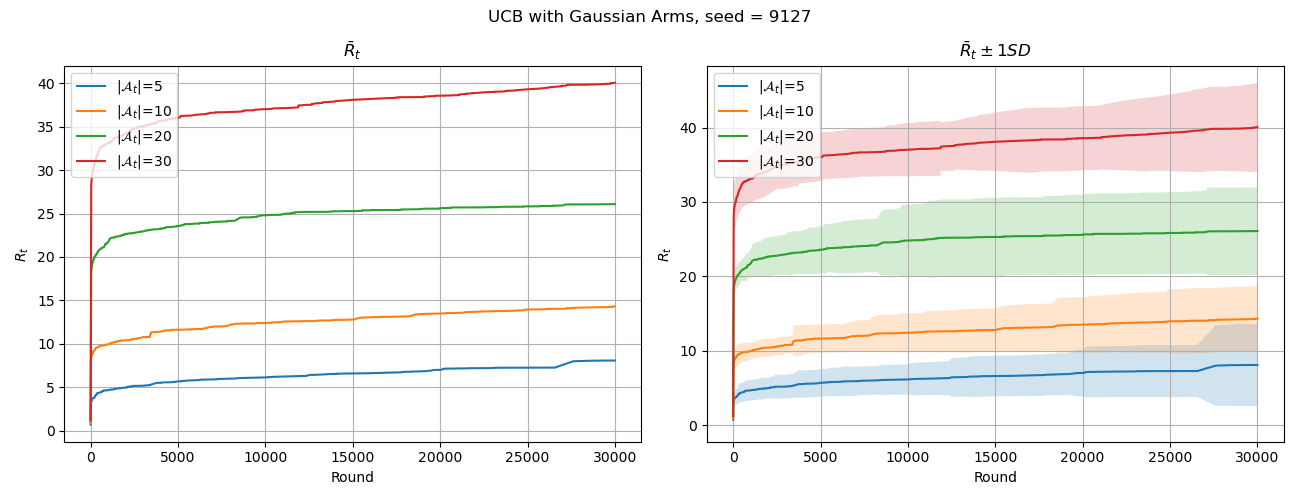 UCB with Gaussian Arms, seed = 9127
R̄ₜ
40
35
30
25
20
15
10
5
0
Rₜ
|𝒜ₜ|=5
|𝒜ₜ|=10
|𝒜ₜ|=20
|𝒜ₜ|=30
0 5000 10000 15000 20000 25000 30000
Round
R̄ₜ ± 1SD
40
30
20
10
0
Rₜ
|𝒜ₜ|=5
|𝒜ₜ|=10
|𝒜ₜ|=20
|𝒜ₜ|=30
0 5000 10000 15000 20000 25000 30000
Round